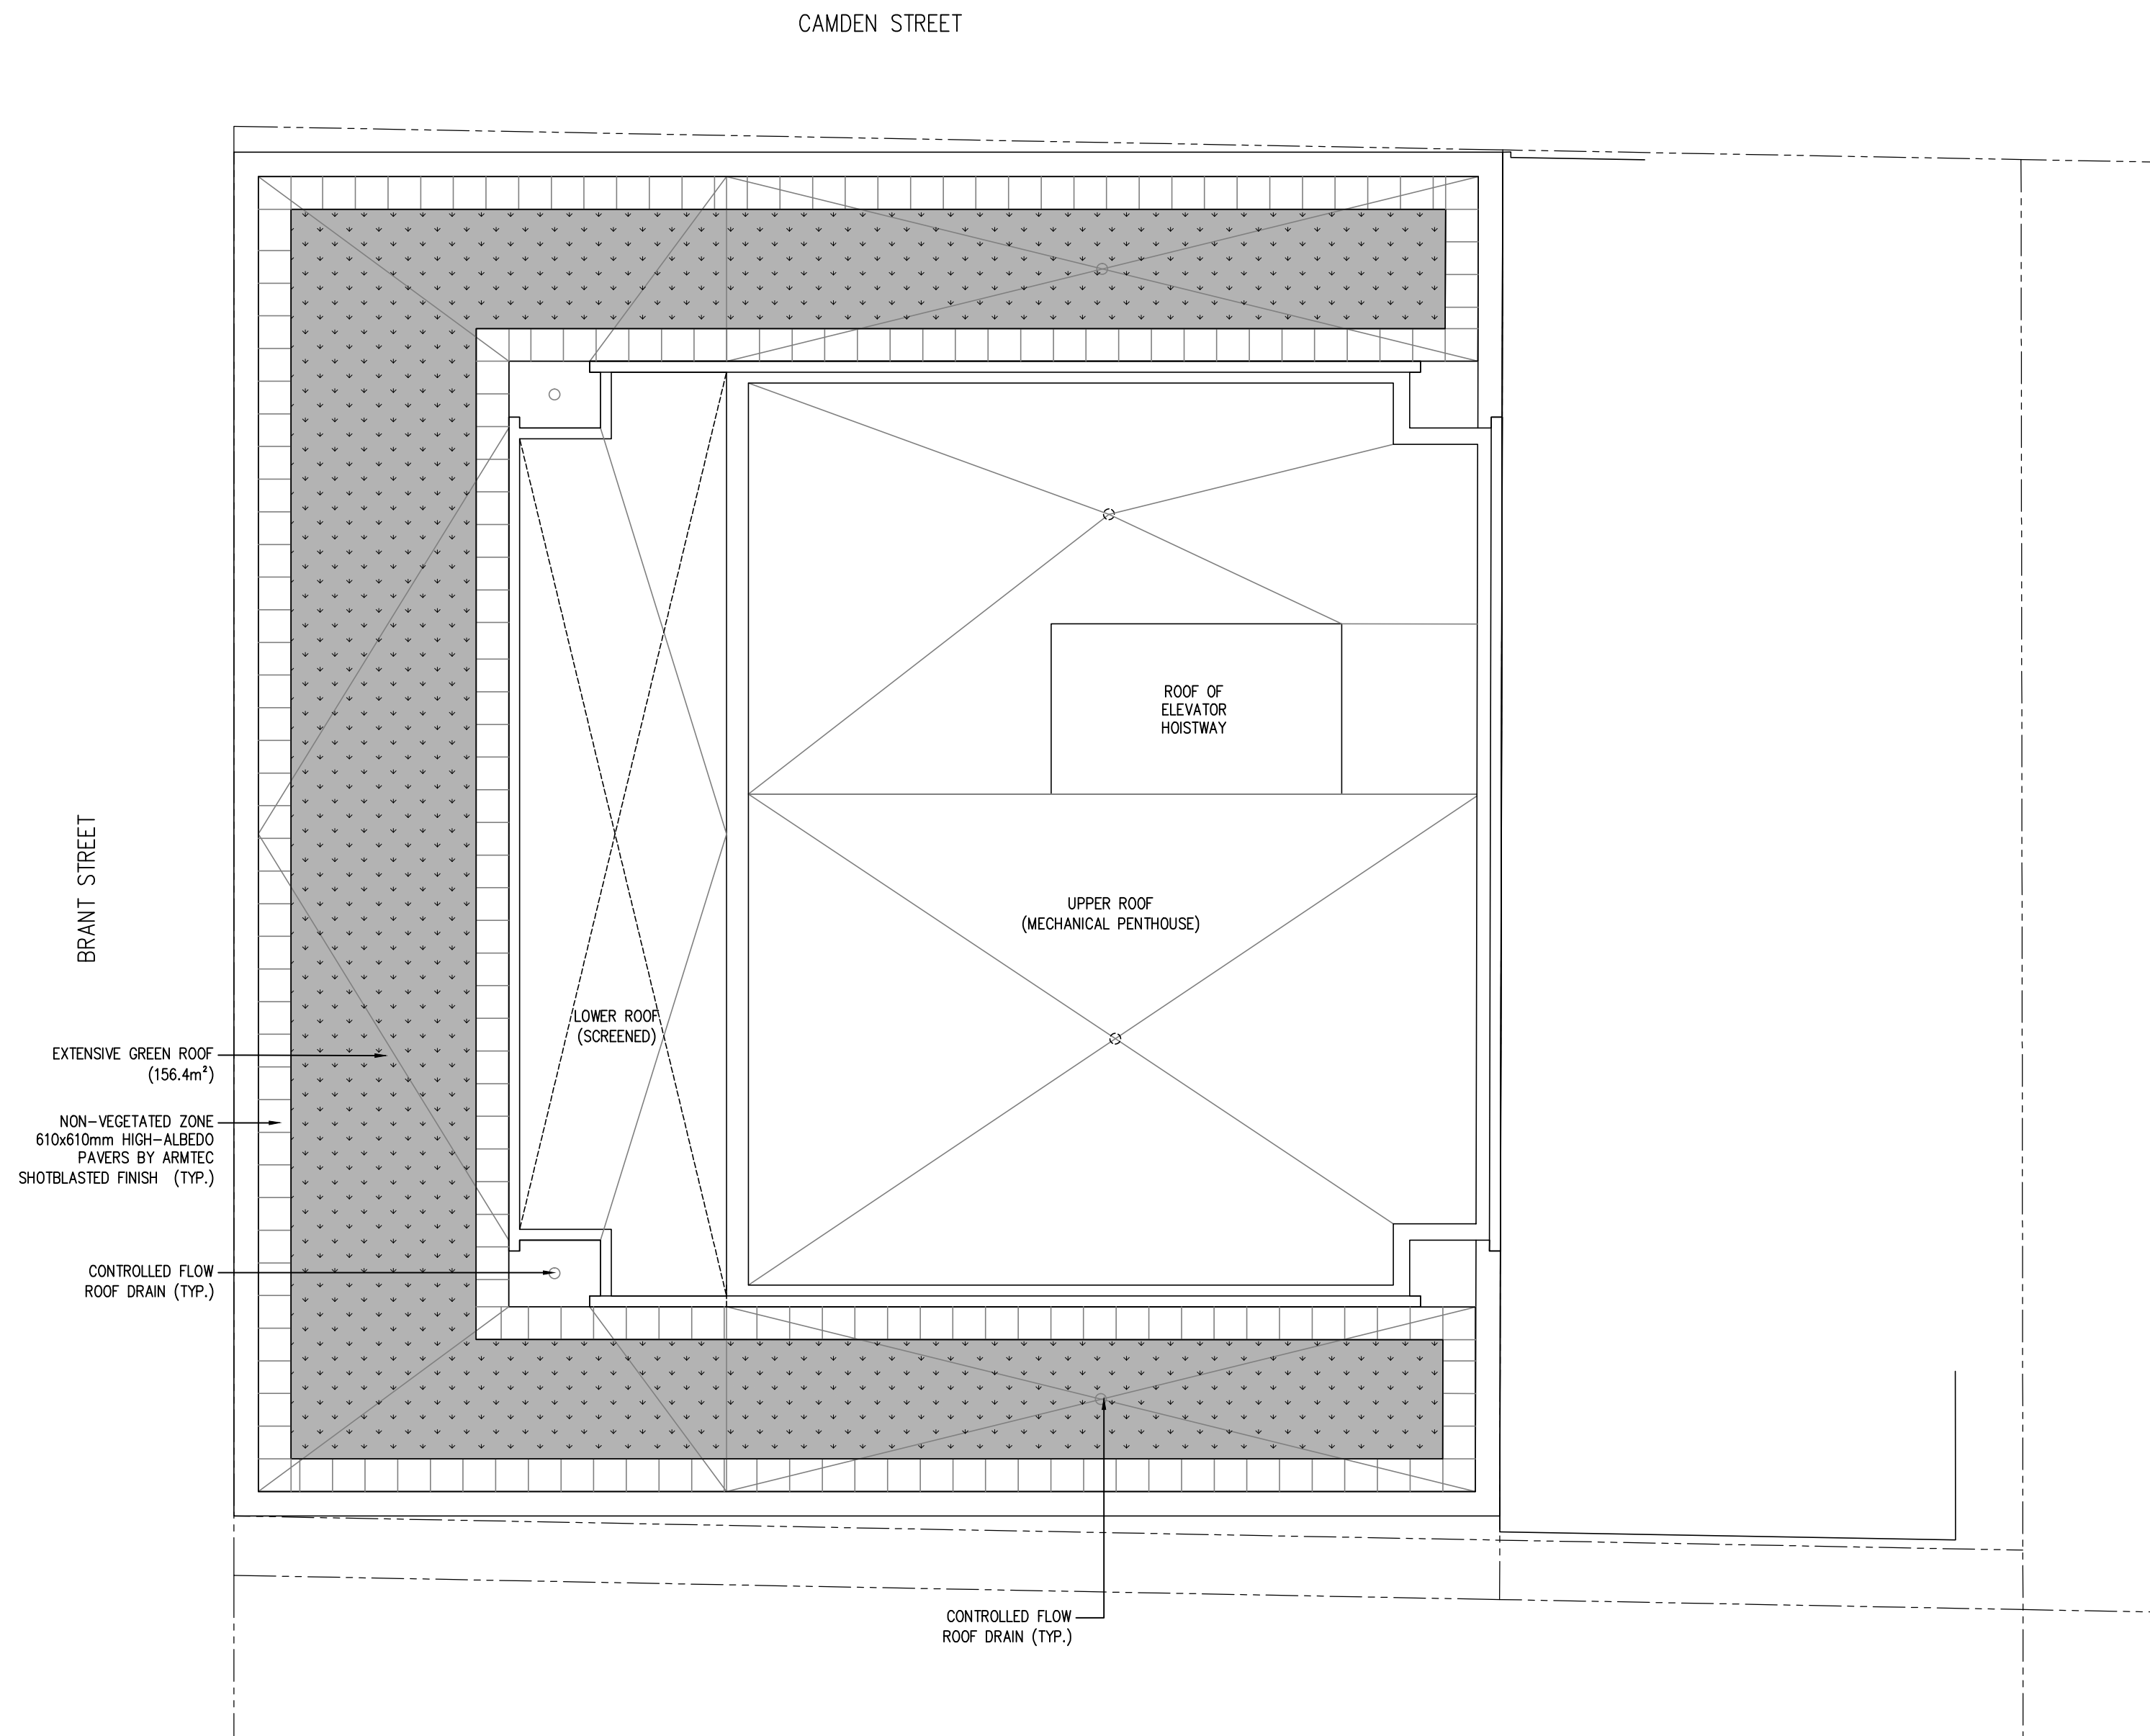 CAMDEN STREET
ROOF OF
ELEVATOR
HOISTWAY
BRANT STREET
UPPER ROOF
(MECHANICAL PENTHOUSE)
LOWER ROOF
(SCREENED)
EXTENSIVE GREEN ROOF
(156.4m²)
NON-VEGETATED ZONE
610x610mm HIGH-ALBEDO
PAVERS BY ARMTEC
SHOTBLASTED FINISH (TYP.)
CONTROLLED FLOW
ROOF DRAIN (TYP.)
CONTROLLED FLOW
ROOF DRAIN (TYP.)